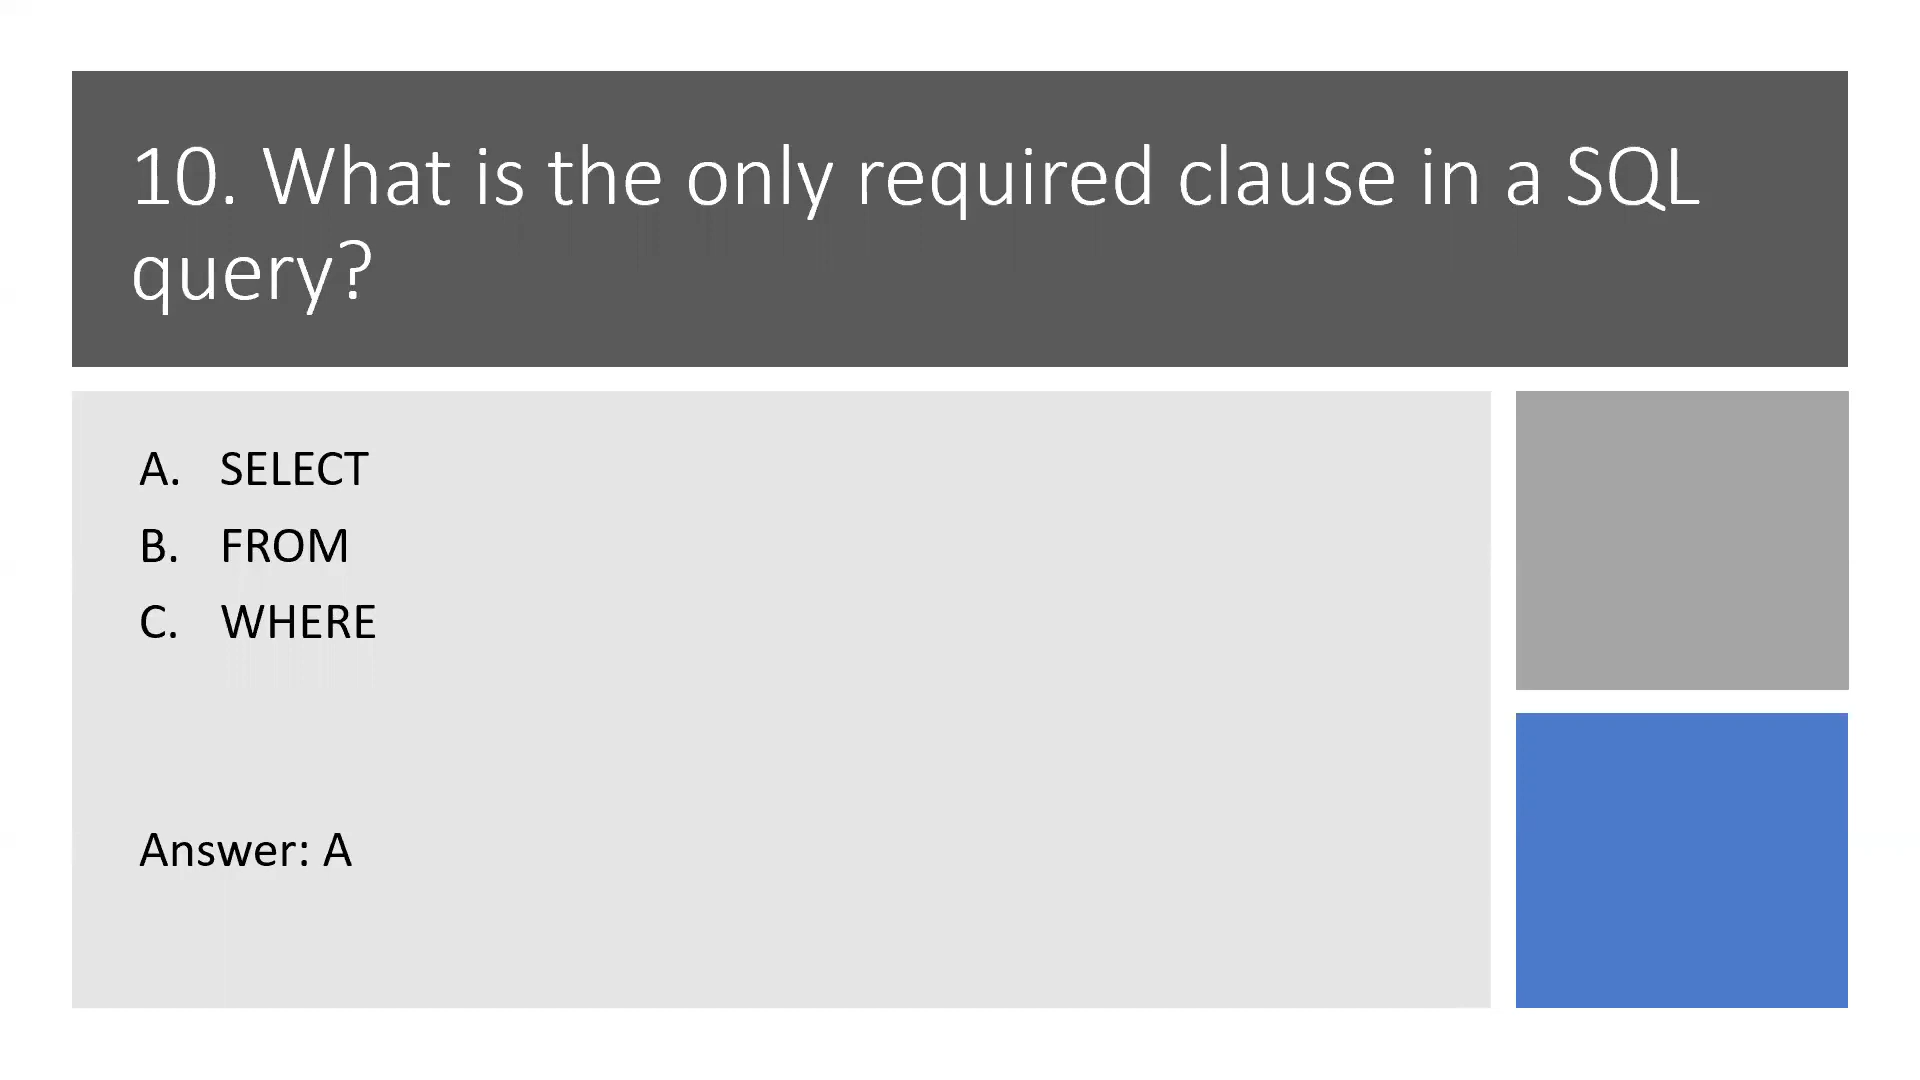 10. What is the only required clause in a SQL
query?
A. SELECT
B. FROM
C. WHERE
Answer: A